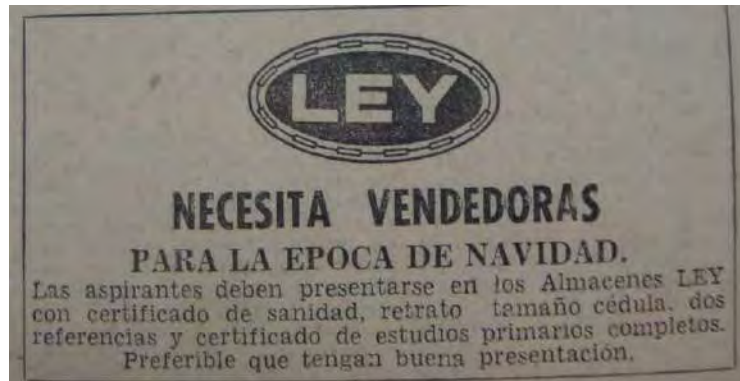 LEY
NECESITA VENDEDORAS
PARA LA EPOCA DE NAVIDAD.
Las aspirantes deben presentarse en los Almacenes LEY
con certificado de sanidad, retrato tamaño cédula, dos
referencias y certificado de estudios primarios completos.
Preferible que tengan buena presentación.